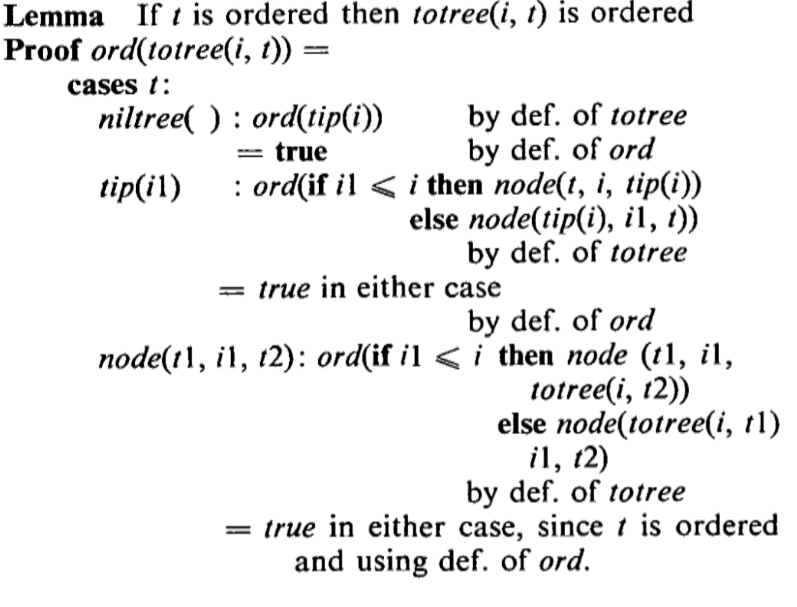 Lemma If t is ordered then totree(i, t) is ordered
Proof ord(totree(i, t)) =
cases t:
niltree( ) : ord(tip(i)) by def. of totree
= true by def. of ord
tip(i1) : ord(if i1 ⩽ i then node(t, i, tip(i))
else node(tip(i), i1, t))
by def. of totree
= true in either case
by def. of ord
node(t1, i1, t2): ord(if i1 ⩽ i then node (t1, i1,
totree(i, t2))
else node(totree(i, t1)
i1, t2)
by def. of totree
= true in either case, since t is ordered
and using def. of ord.